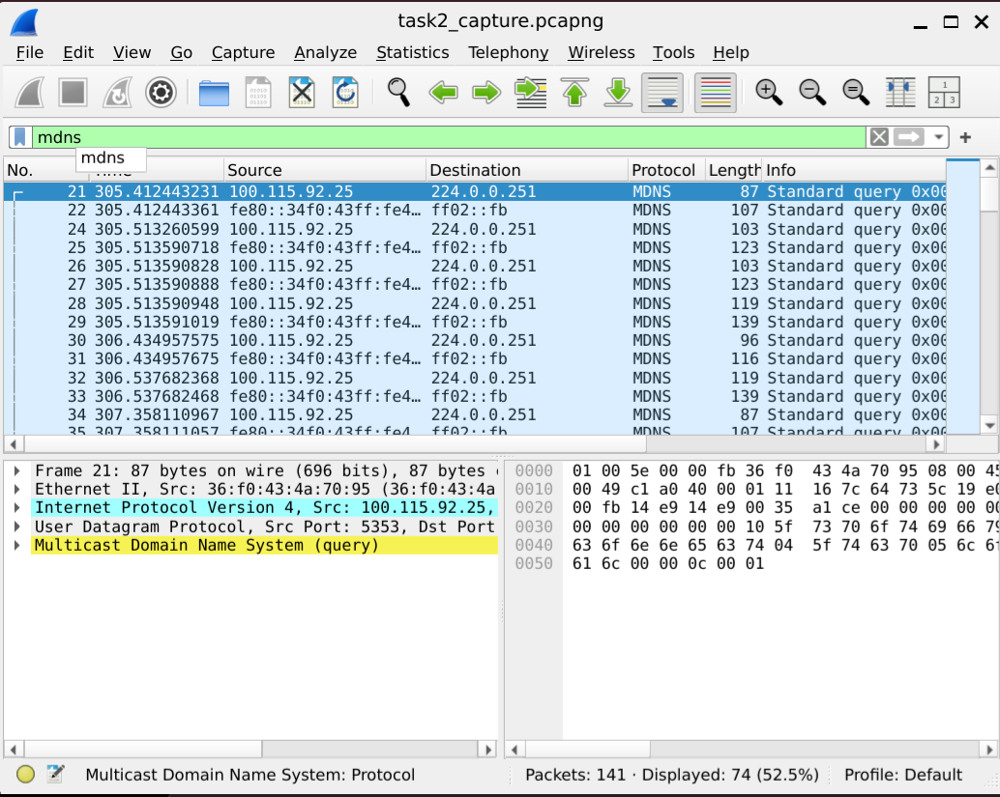 task2_capture.pcapng
File Edit View Go Capture Analyze Statistics Telephony Wireless Tools Help
1
2 3
mdns
mdns
No. Source Destination Protocol Length Info
21 305.412443231 100.115.92.25 224.0.0.251 MDNS 87 Standard query 0x00
22 305.412443361 fe80::34f0:43ff:fe4… ff02::fb MDNS 107 Standard query 0x00
24 305.513260599 100.115.92.25 224.0.0.251 MDNS 103 Standard query 0x00
25 305.513590718 fe80::34f0:43ff:fe4… ff02::fb MDNS 123 Standard query 0x00
26 305.513590828 100.115.92.25 224.0.0.251 MDNS 103 Standard query 0x00
27 305.513590888 fe80::34f0:43ff:fe4… ff02::fb MDNS 123 Standard query 0x00
28 305.513590948 100.115.92.25 224.0.0.251 MDNS 119 Standard query 0x00
29 305.513591019 fe80::34f0:43ff:fe4… ff02::fb MDNS 139 Standard query 0x00
30 306.434957575 100.115.92.25 224.0.0.251 MDNS 96 Standard query 0x00
31 306.434957675 fe80::34f0:43ff:fe4… ff02::fb MDNS 116 Standard query 0x00
32 306.537682368 100.115.92.25 224.0.0.251 MDNS 119 Standard query 0x00
33 306.537682468 fe80::34f0:43ff:fe4… ff02::fb MDNS 139 Standard query 0x00
34 307.358110967 100.115.92.25 224.0.0.251 MDNS 87 Standard query 0x00
35 307.358111057 fe80::34f0:43ff:fe4 ff02::fb MDNS 107 Standard query 0x00
Frame 21: 87 bytes on wire (696 bits), 87 bytes
Ethernet II, Src: 36:f0:43:4a:70:95 (36:f0:43:4a
Internet Protocol Version 4, Src: 100.115.92.25,
User Datagram Protocol, Src Port: 5353, Dst Port
Multicast Domain Name System (query)
0000 01 00 5e 00 00 fb 36 f0 43 4a 70 95 08 00 45
0010 00 49 c1 a0 40 00 01 11 16 7c 64 73 5c 19 e0
0020 00 fb 14 e9 14 e9 00 35 a1 ce 00 00 00 00 00
0030 00 00 00 00 00 00 10 5f 73 70 6f 74 69 66 79
0040 63 6f 6e 6e 65 63 74 04 5f 74 63 70 05 6c 6f
0050 61 6c 00 00 0c 00 01
Multicast Domain Name System: Protocol
Packets: 141 · Displayed: 74 (52.5%)
Profile: Default